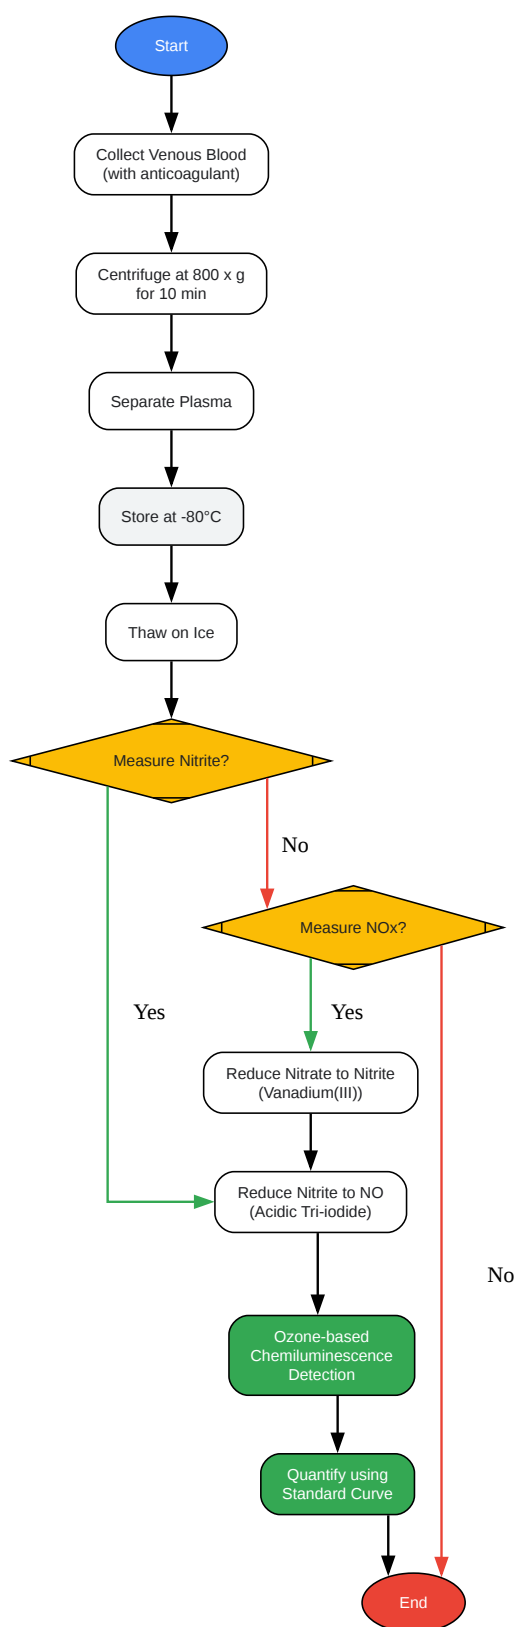 Start
Collect Venous Blood
(with anticoagulant)
Centrifuge at 800 x g
for 10 min
Separate Plasma
Store at -80°C
Thaw on Ice
Measure Nitrite?
No
Measure NOx?
Yes
Yes
Reduce Nitrate to Nitrite
(Vanadium(III))
Reduce Nitrite to NO
(Acidic Tri-iodide)
No
Ozone-based
Chemiluminescence
Detection
Quantify using
Standard Curve
End